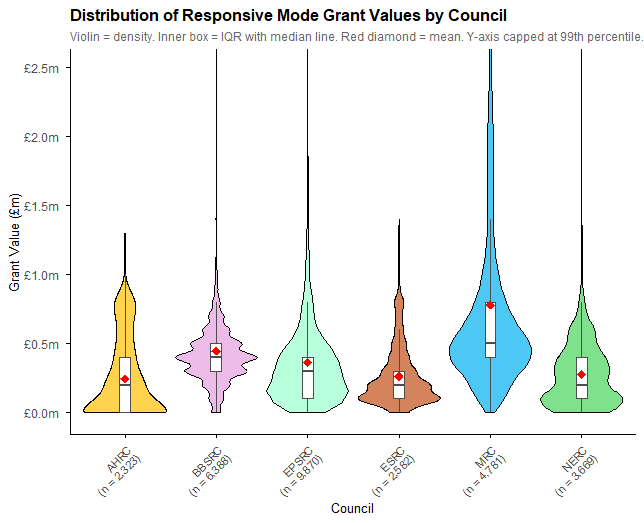 Distribution of Responsive Mode Grant Values by Council
Violin = density. Inner box = IQR with median line. Red diamond = mean. Y-axis capped at 99th percentile.
£2.5m
£2.0m
£1.5m
£1.0m
£0.5m
£0.0m
Grant Value (£m)
AHRC
(n = 2,323)
BBSRC
(n = 6,388)
EPSRC
(n = 9,870)
ESRC
(n = 2,582)
MRC
(n = 4,781)
NERC
(n = 3,669)
Council